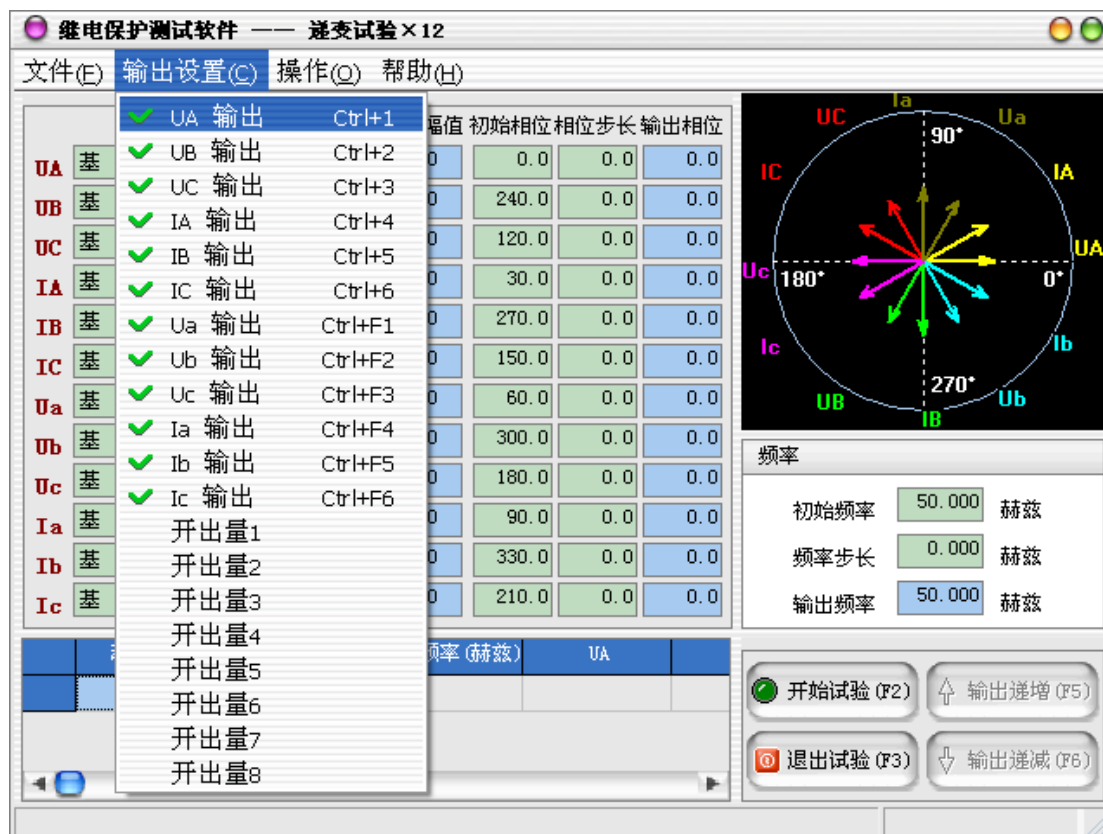 继电保护测试软件 —— 递变试验×12
文件(F) 输出设置(C) 操作(O) 帮助(H)
UA 输出 Ctrl+1
UB 输出 Ctrl+2
UC 输出 Ctrl+3
IA 输出 Ctrl+4
IB 输出 Ctrl+5
IC 输出 Ctrl+6
Ua 输出 Ctrl+F1
Ub 输出 Ctrl+F2
Uc 输出 Ctrl+F3
Ia 输出 Ctrl+F4
Ib 输出 Ctrl+F5
Ic 输出 Ctrl+F6
开出量1
开出量2
开出量3
开出量4
开出量5
开出量6
开出量7
开出量8
幅值 初始相位 相位步长 输出相位
UA 基 0 0.0 0.0 0.0
UB 基 0 240.0 0.0 0.0
UC 基 0 120.0 0.0 0.0
IA 基 0 30.0 0.0 0.0
IB 基 0 270.0 0.0 0.0
IC 基 0 150.0 0.0 0.0
Ua 基 0 60.0 0.0 0.0
Ub 基 0 300.0 0.0 0.0
Uc 基 0 180.0 0.0 0.0
Ia 基 0 90.0 0.0 0.0
Ib 基 0 330.0 0.0 0.0
Ic 基 0 210.0 0.0 0.0
频率(赫兹) UA
Ia
UC Ua
90°
IC IA
UA
Uc 180° 0°
Ic Ib
270°
UB Ub
IB
频率
初始频率 50.000 赫兹
频率步长 0.000 赫兹
输出频率 50.000 赫兹
开始试验(F2) 输出递增(F5)
退出试验(F3) 输出递减(F6)